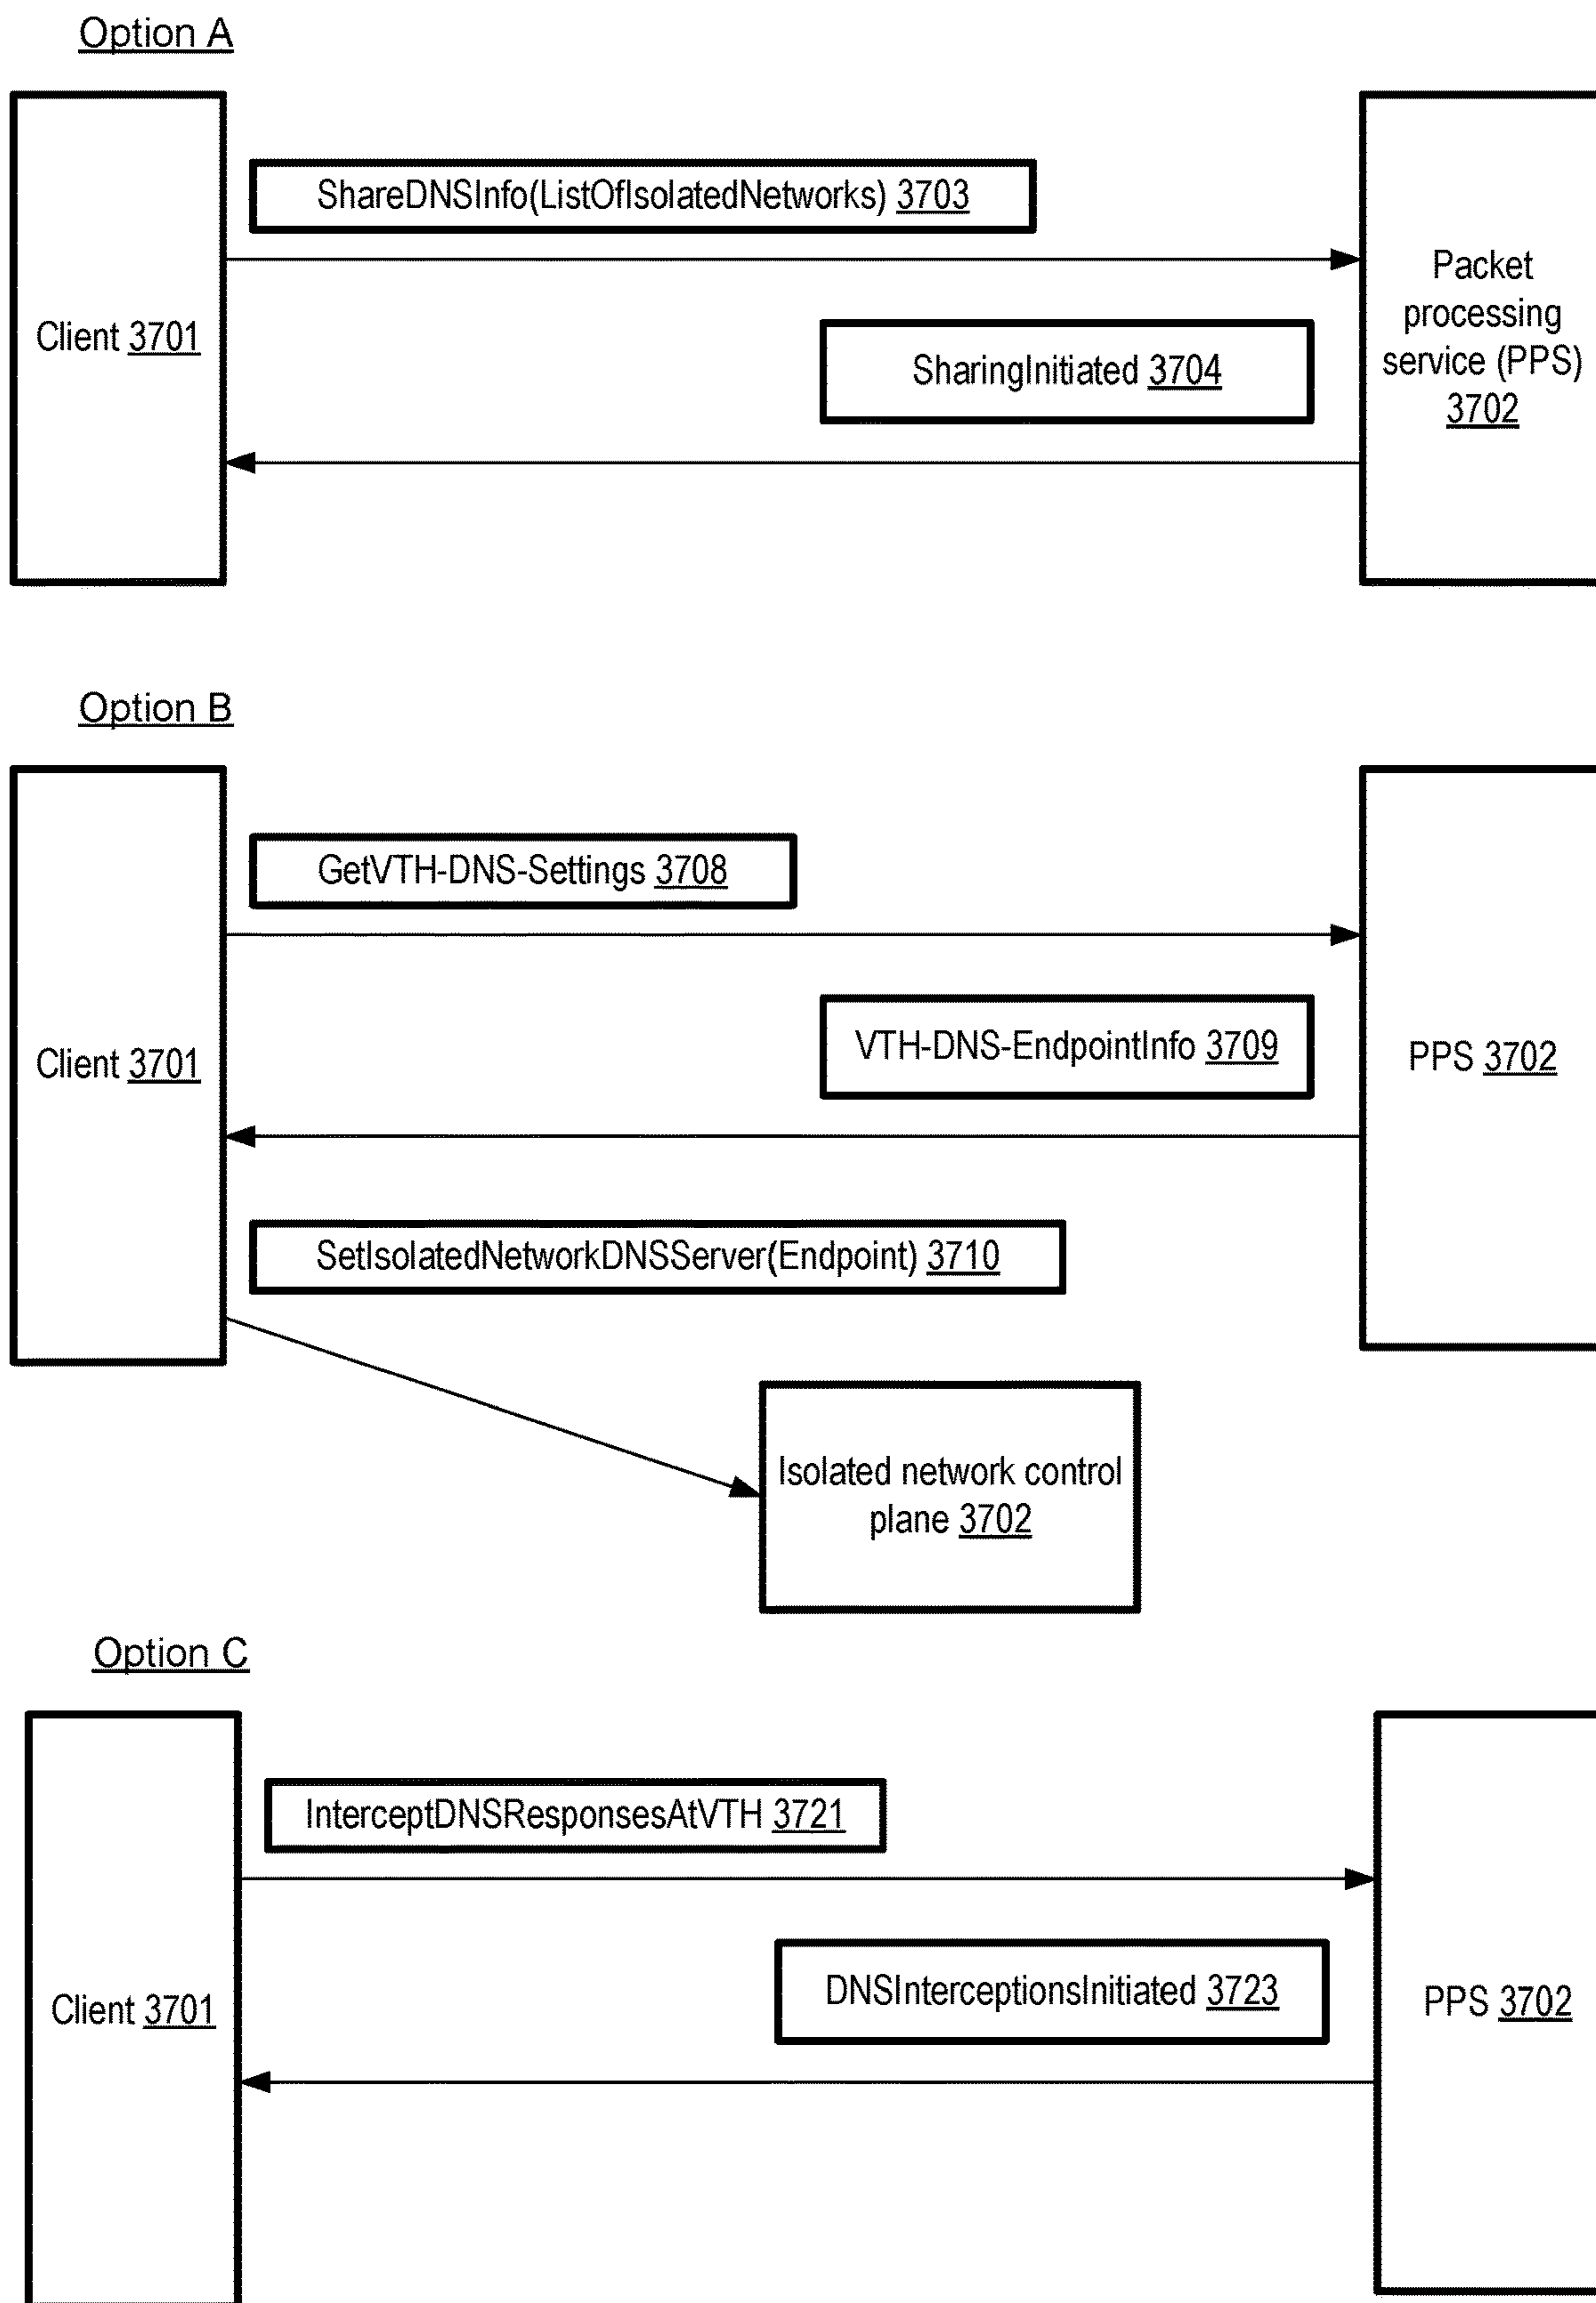 Option A
ShareDNSInfo(ListOfIsolatedNetworks) 3703
Client 3701
Packet
processing
service (PPS)
3702
SharingInitiated 3704
Option B
GetVTH-DNS-Settings 3708
Client 3701
VTH-DNS-EndpointInfo 3709
PPS 3702
SetIsolatedNetworkDNSServer(Endpoint) 3710
Isolated network control
plane 3702
Option C
InterceptDNSResponsesAtVTH 3721
Client 3701
DNSInterceptionsInitiated 3723
PPS 3702